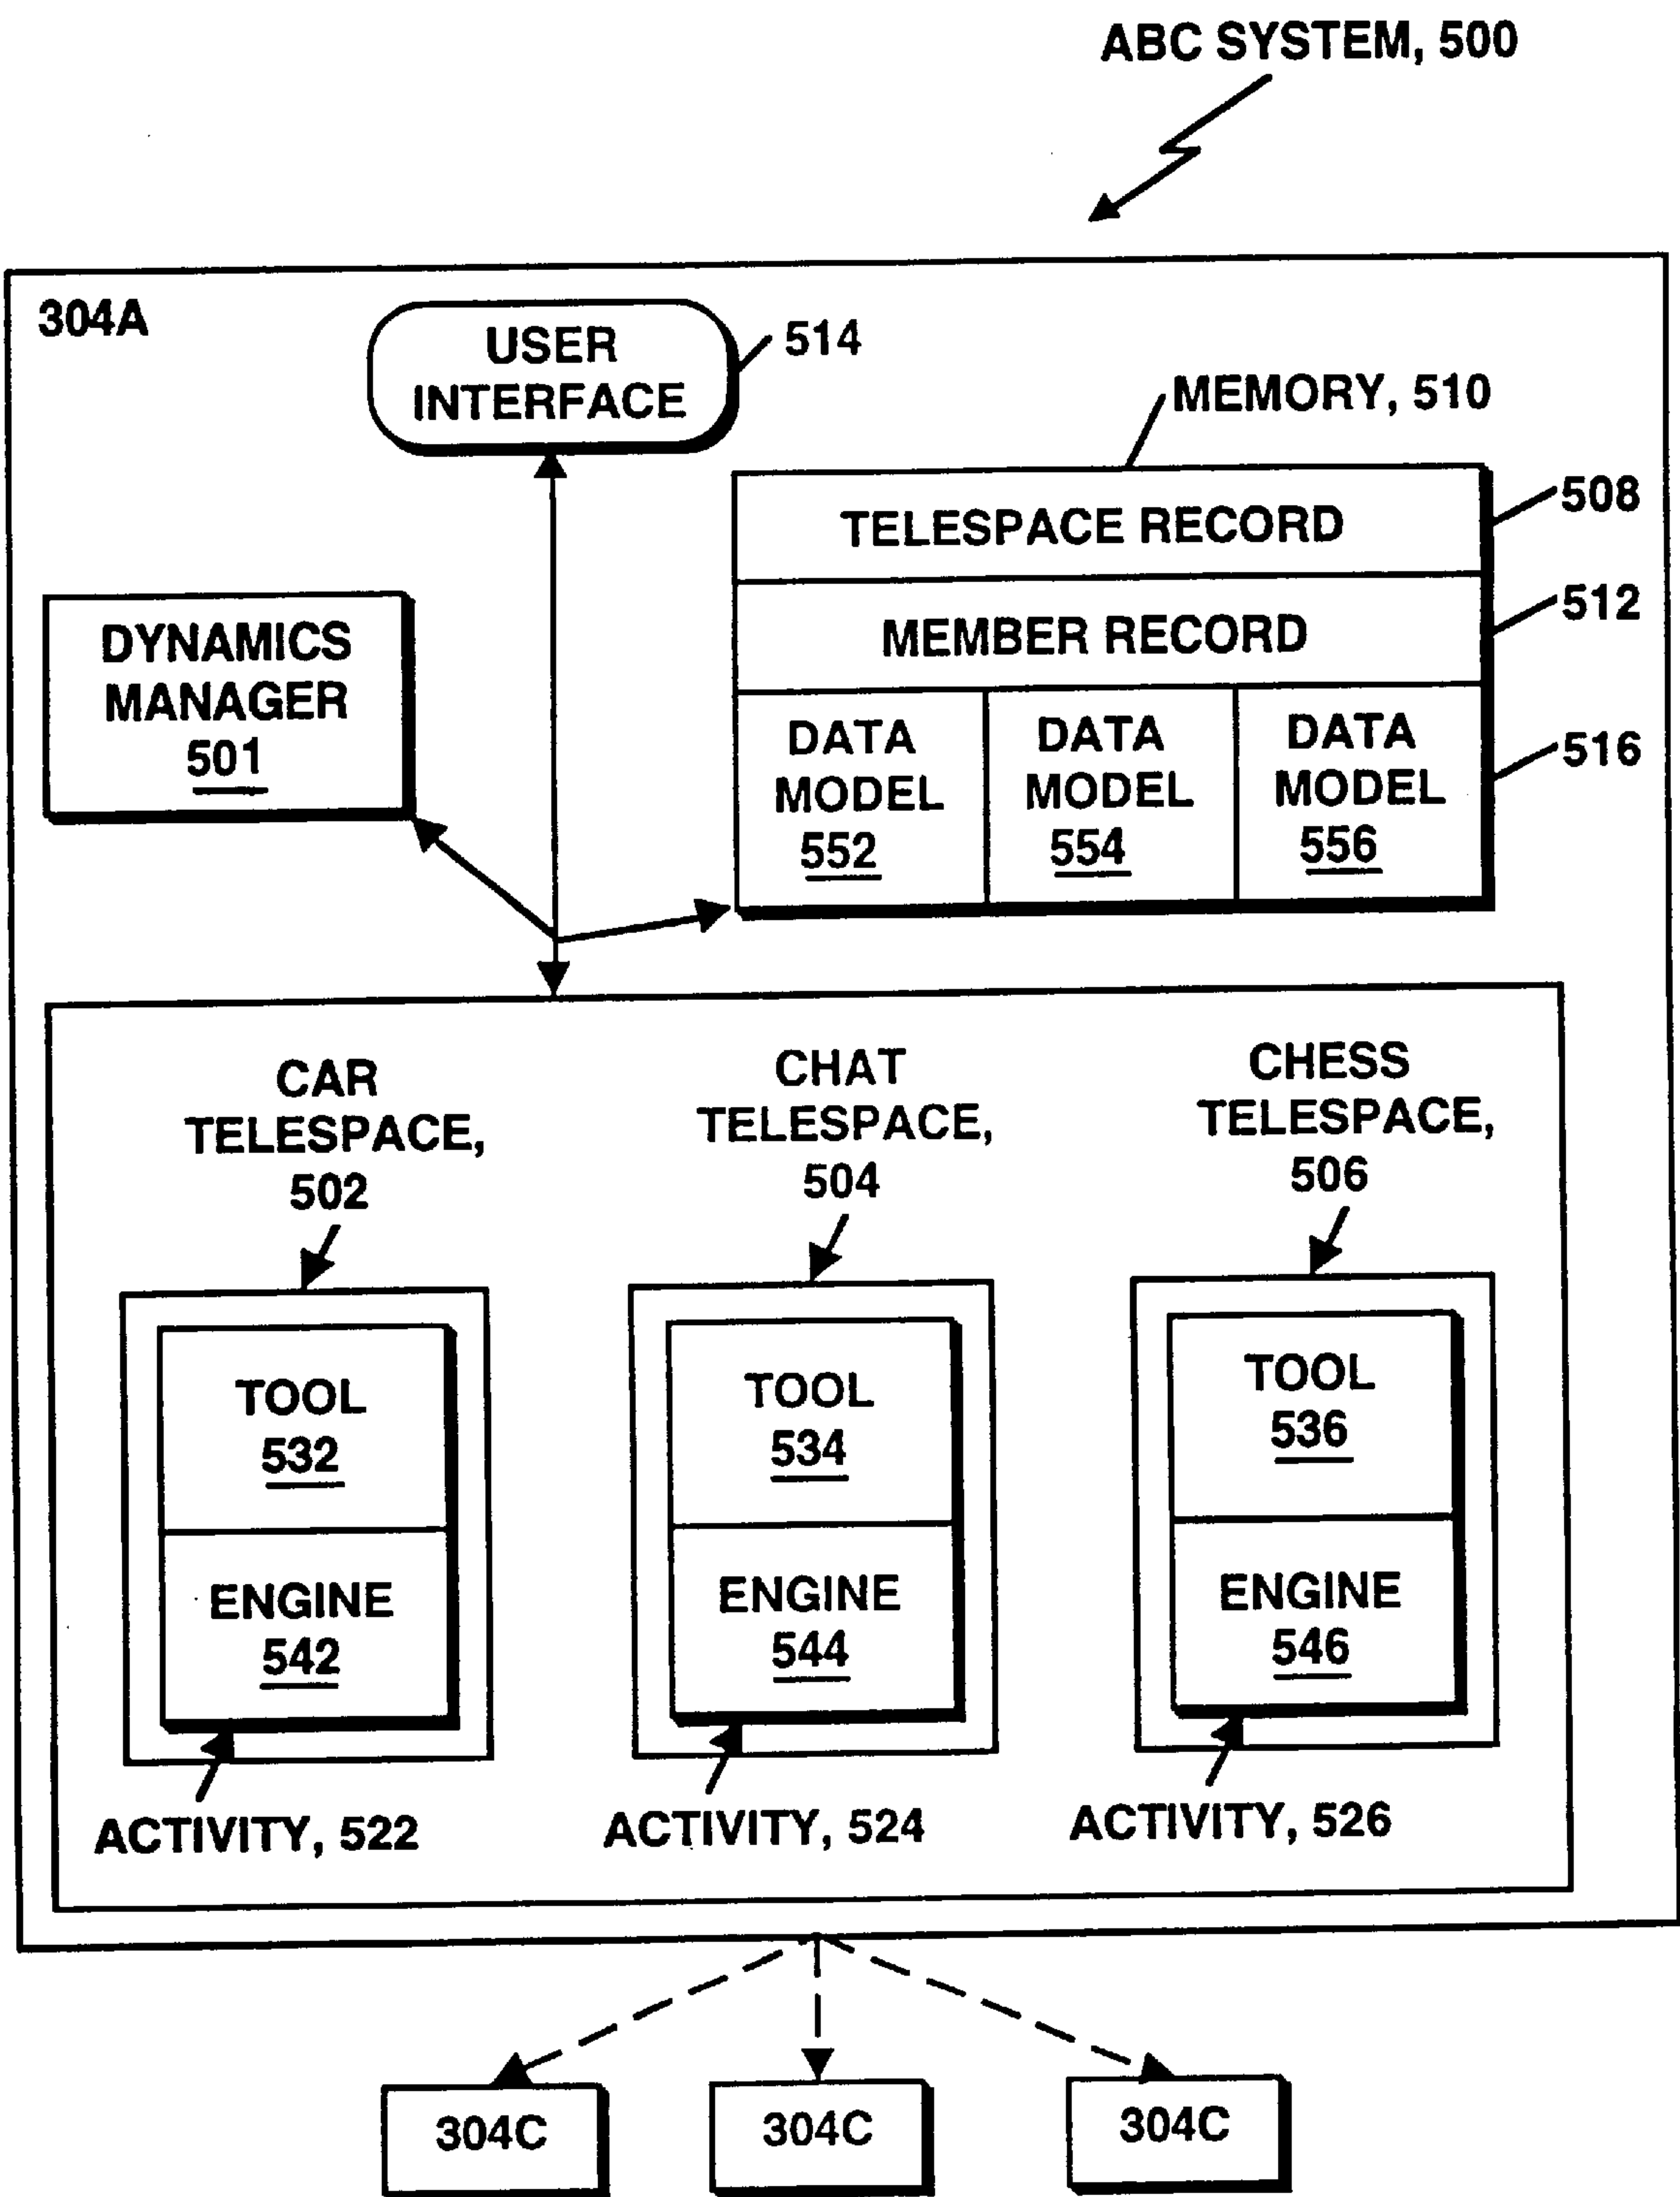 ABC SYSTEM, 500
304A
USER
INTERFACE
514
MEMORY, 510
TELESPACE RECORD
508
MEMBER RECORD
512
DYNAMICS
MANAGER
501
DATA
MODEL
552
DATA
MODEL
554
DATA
MODEL
556
516
CAR
TELESPACE,
502
CHAT
TELESPACE,
504
CHESS
TELESPACE,
506
TOOL
532
ENGINE
542
TOOL
534
ENGINE
544
TOOL
536
ENGINE
546
ACTIVITY, 522
ACTIVITY, 524
ACTIVITY, 526
304C
304C
304C